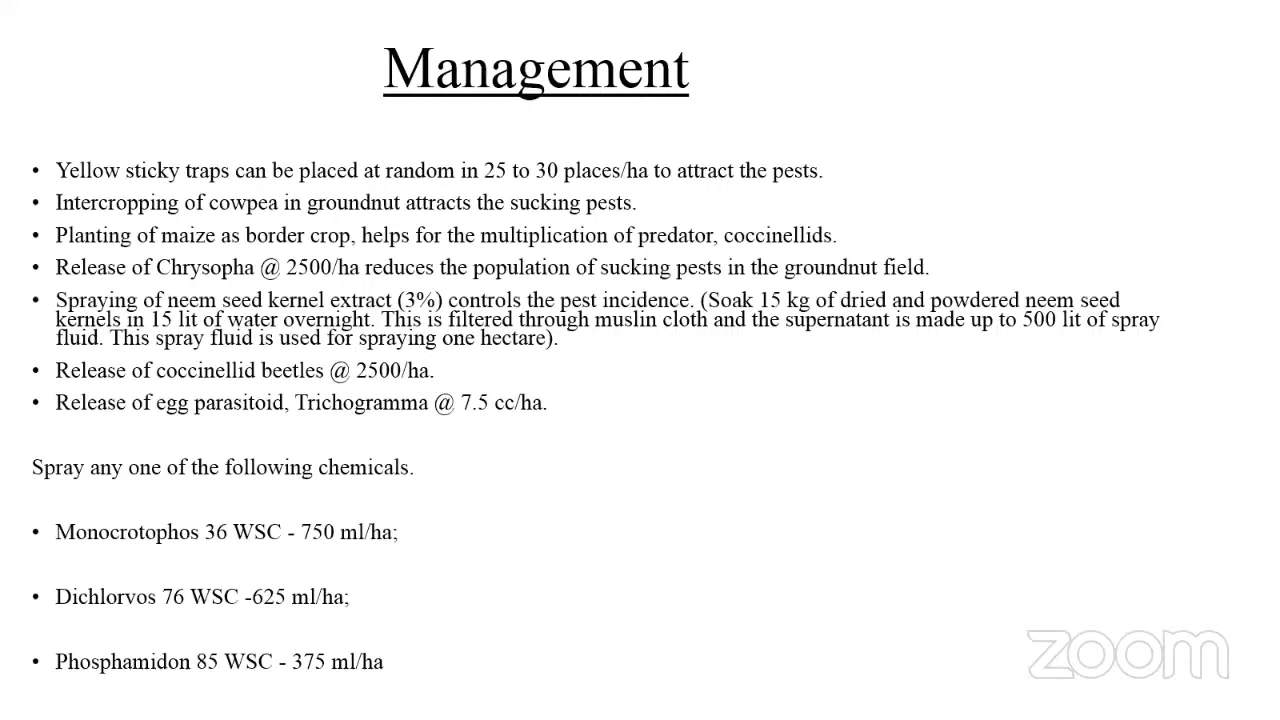 Management
• Yellow sticky traps can be placed at random in 25 to 30 places/ha to attract the pests.
• Intercropping of cowpea in groundnut attracts the sucking pests.
• Planting of maize as border crop, helps for the multiplication of predator, coccinellids.
• Release of Chrysopha @ 2500/ha reduces the population of sucking pests in the groundnut field.
• Spraying of neem seed kernel extract (3%) controls the pest incidence. (Soak 15 kg of dried and powdered neem seed
kernels in 15 lit of water overnight. This is filtered through muslin cloth and the supernatant is made up to 500 lit of spray
fluid. This spray fluid is used for spraying one hectare).
• Release of coccinellid beetles @ 2500/ha.
• Release of egg parasitoid, Trichogramma @ 7.5 cc/ha.
Spray any one of the following chemicals.
• Monocrotophos 36 WSC - 750 ml/ha;
• Dichlorvos 76 WSC -625 ml/ha;
• Phosphamidon 85 WSC - 375 ml/ha
zoom